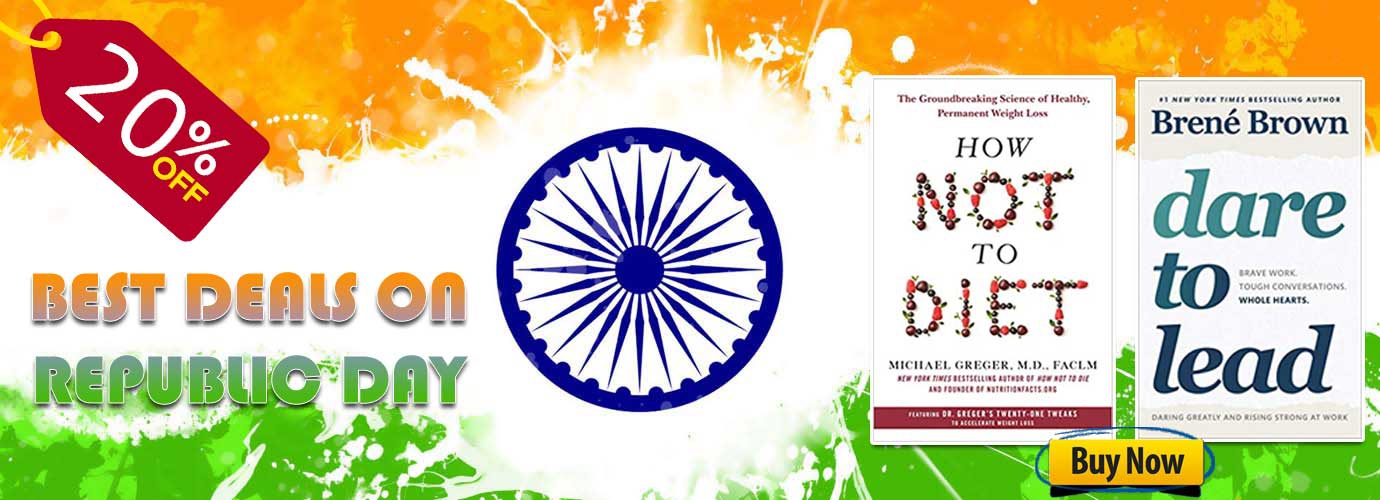 20%
OFF
BEST DEALS ON
REPUBLIC DAY
The Groundbreaking Science of Healthy,
Permanent Weight Loss
HOW
NOT
TO
DIET
MICHAEL GREGER, M.D., FACLM
NEW YORK TIMES BESTSELLING AUTHOR OF HOW NOT TO DIE
AND FOUNDER OF NUTRITIONFACTS.ORG
FEATURING DR. GREGER'S TWENTY-ONE TWEAKS
TO ACCELERATE WEIGHT LOSS
#1 NEW YORK TIMES BESTSELLING AUTHOR
Brené Brown
dare
to
lead
BRAVE WORK.
TOUGH CONVERSATIONS.
WHOLE HEARTS.
DARING GREATLY AND RISING STRONG AT WORK
Buy Now